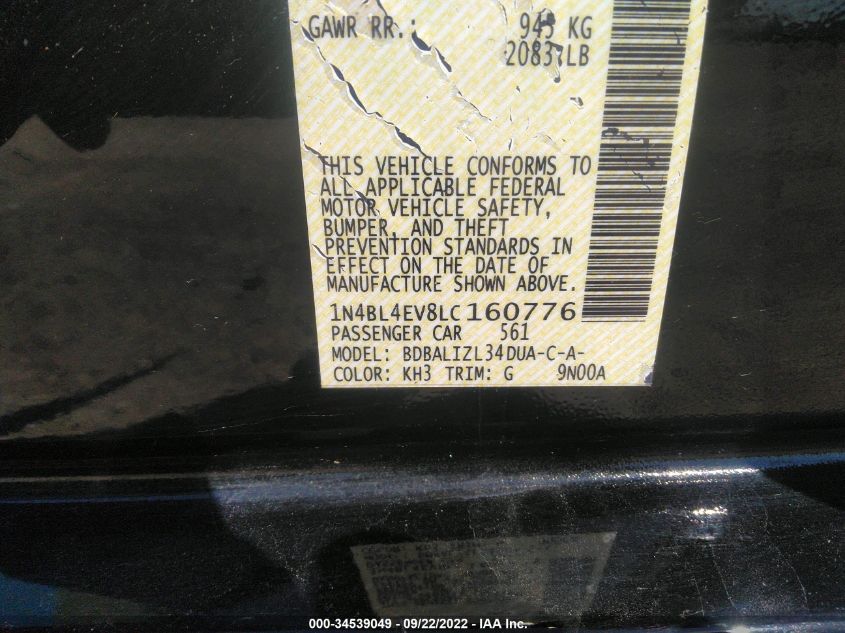 GAWR RR.: 945 KG
2083 LB
THIS VEHICLE CONFORMS TO
ALL APPLICABLE FEDERAL
MOTOR VEHICLE SAFETY,
BUMPER, AND THEFT
PREVENTION STANDARDS IN
EFFECT ON THE DATE OF
MANUFACTURE SHOWN ABOVE.
1N4BL4EV8LC160776
PASSENGER CAR 561
MODEL: BDBALIZL34DUA-C-A-
COLOR: KH3 TRIM: G 9N00A
000-34539049 - 09/22/2022 - IAA Inc.